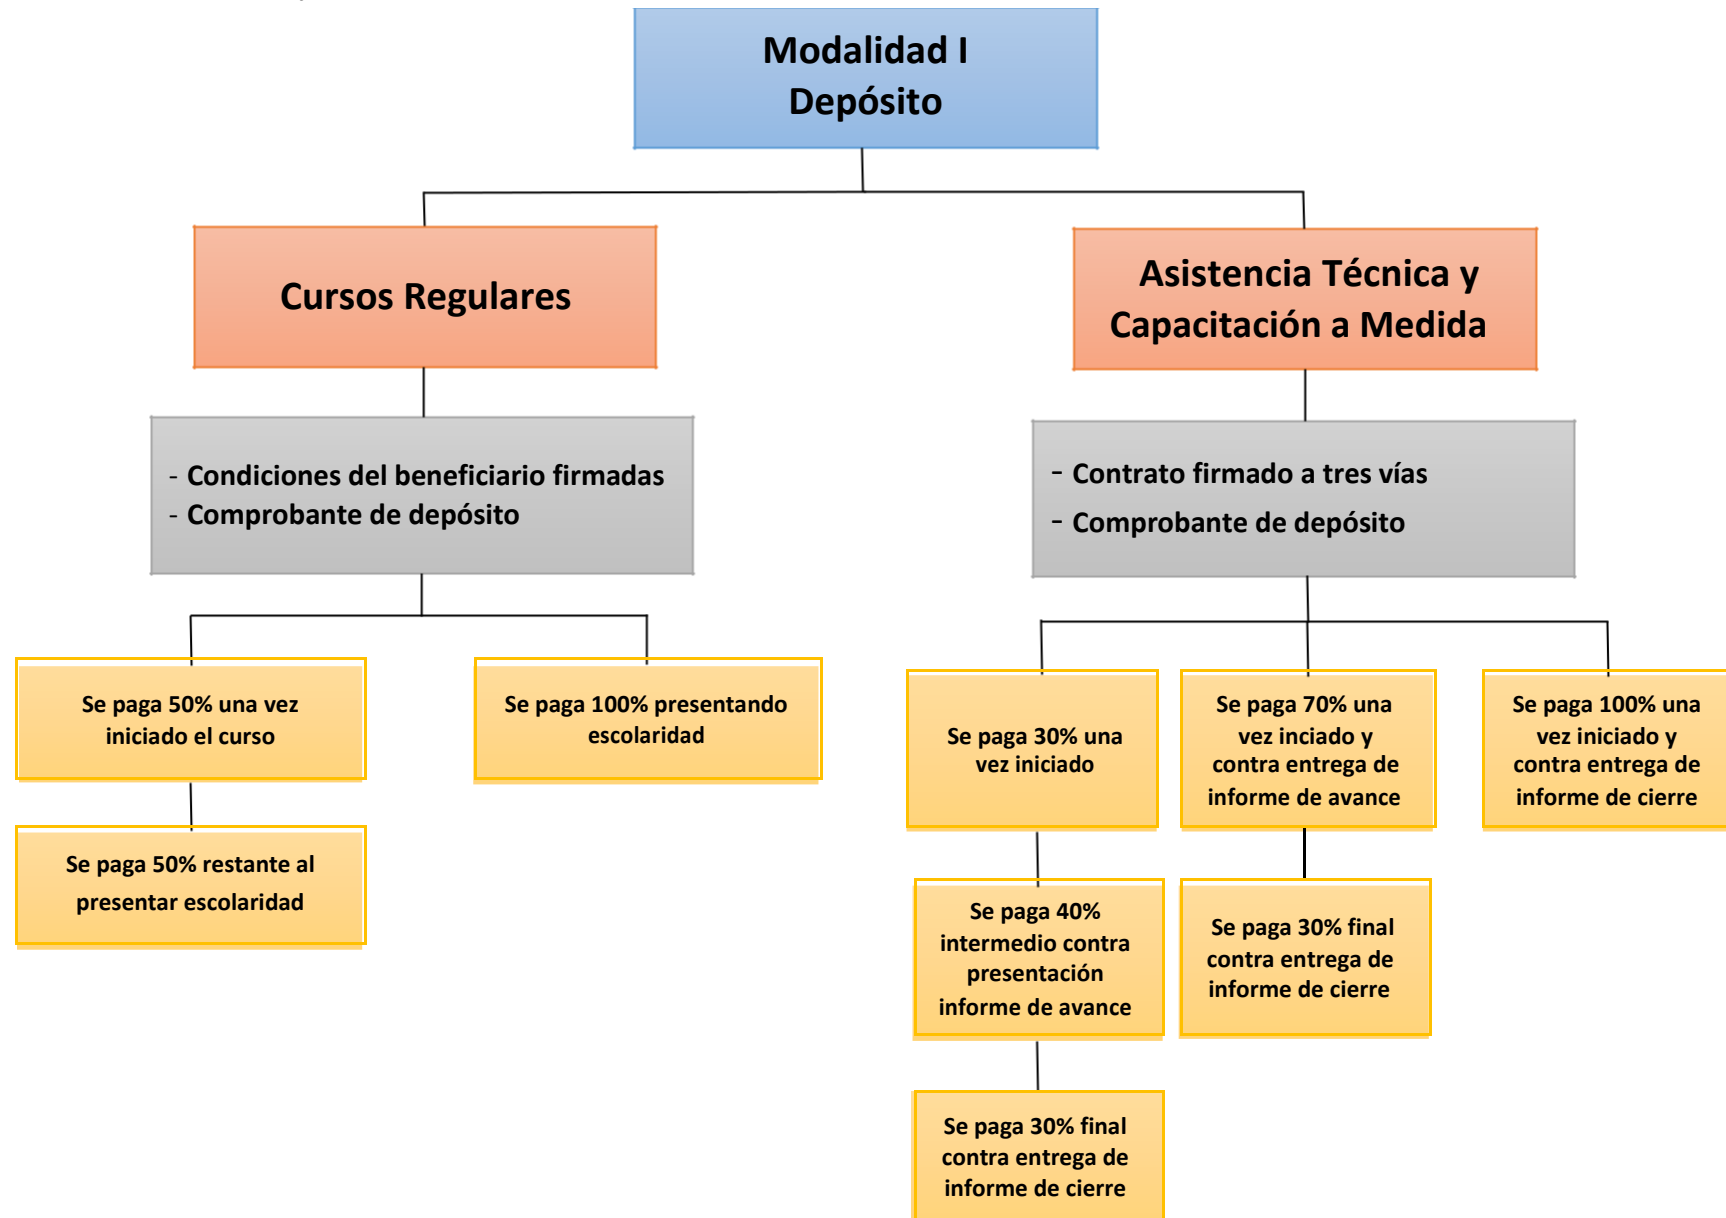 Modalidad I
Depósito
Cursos Regulares
Asistencia Técnica y
Capacitación a Medida
- Condiciones del beneficiario firmadas
- Comprobante de depósito
- Contrato firmado a tres vías
- Comprobante de depósito
Se paga 50% una vez
iniciado el curso
Se paga 100% presentando
escolaridad
Se paga 30% una
vez iniciado
Se paga 70% una
vez inciado y
contra entrega de
informe de avance
Se paga 100% una
vez iniciado y
contra entrega de
informe de cierre
Se paga 50% restante al
presentar escolaridad
Se paga 40%
intermedio contra
presentación
informe de avance
Se paga 30% final
contra entrega de
informe de cierre
Se paga 30% final
contra entrega de
informe de cierre